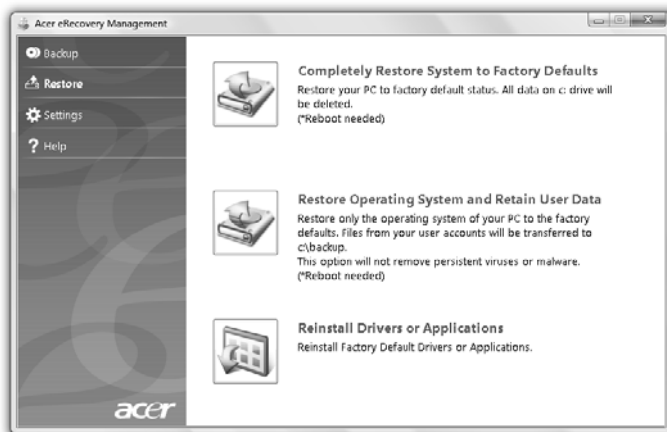 Acer eRecovery Management
Backup
Restore
Settings
Help
Completely Restore System to Factory Defaults
Restore your PC to factory default status. All data on c: drive will
be deleted.
(*Reboot needed)
Restore Operating System and Retain User Data
Restore only the operating system of your PC to the factory
defaults. Files from your user accounts will be transferred to
c:\backup.
This option will not remove persistent viruses or malware.
(*Reboot needed)
Reinstall Drivers or Applications
Reinstall Factory Default Drivers or Applications.
acer